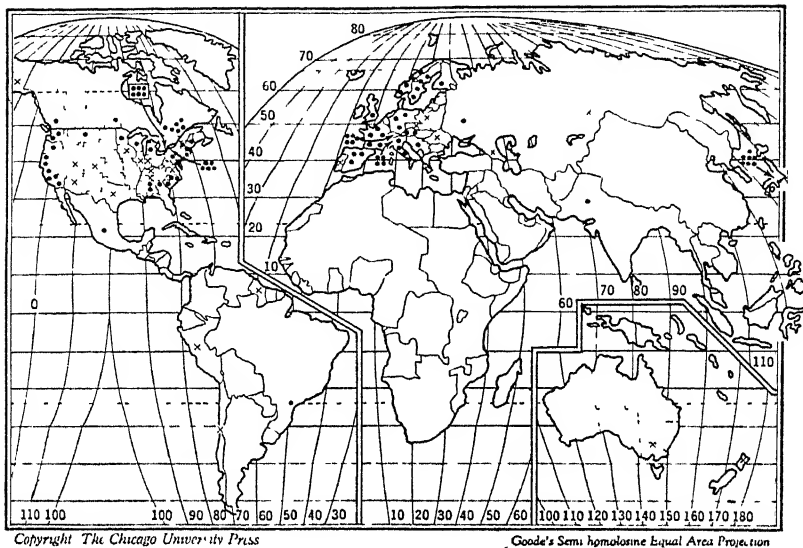 80
70
60
50
40
30
20
10
0
60 70 80 90
110
110 100 100 90 80 70 60 50 40 30 10 20 30 40 50 60 100 110 120 130 140 150 160 170 180
Copyright The Chicago University Press
Goode's Semi homolosine Equal Area Projection